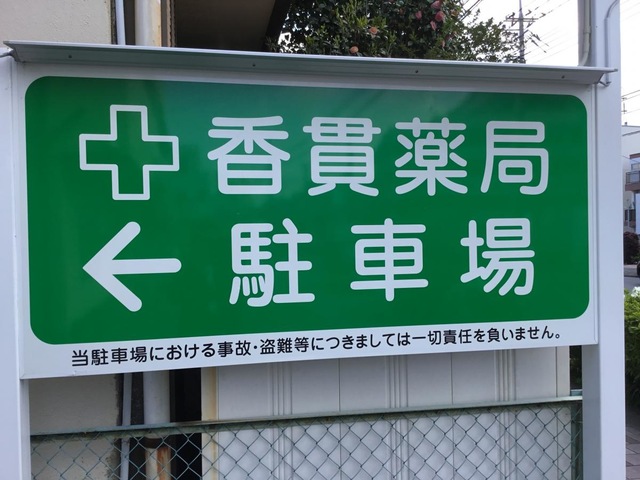 香貫薬局
← 駐車場
当駐車場における事故・盗難等につきましては一切責任を負いません。